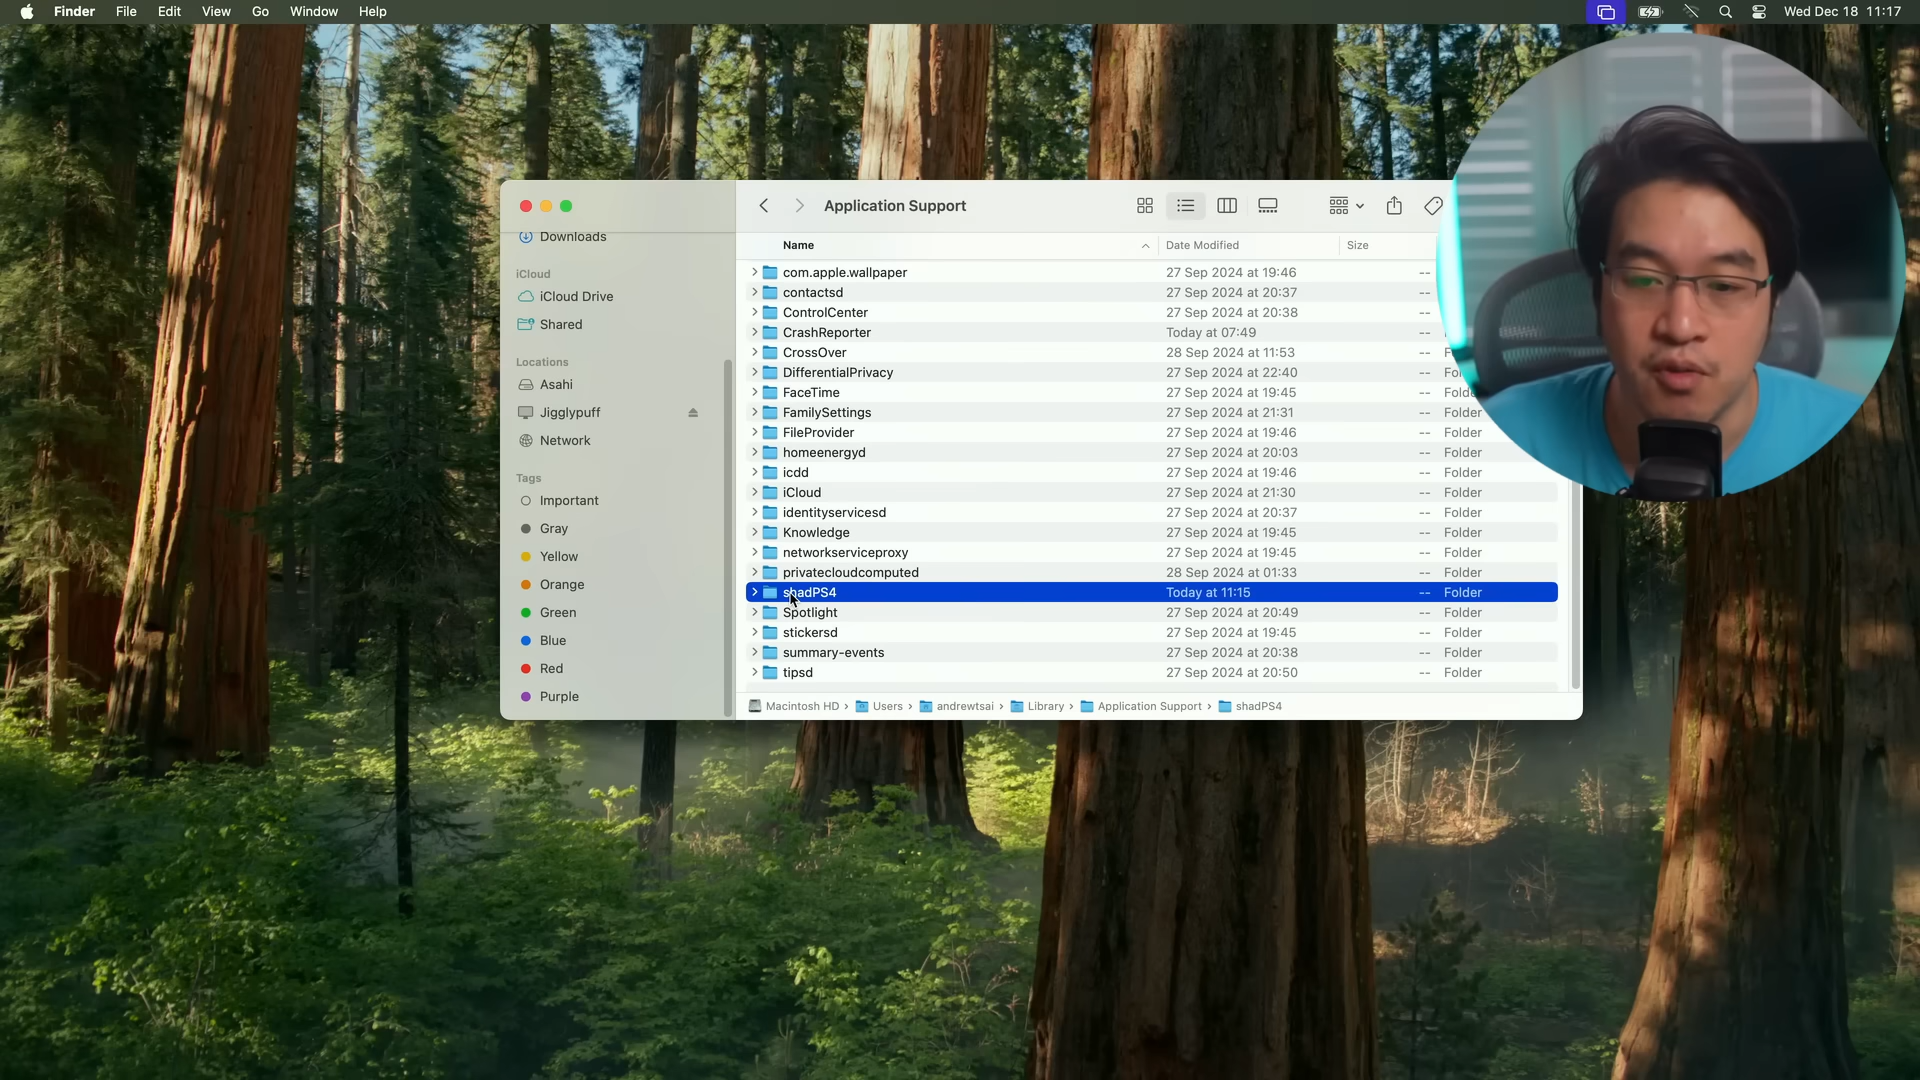 Finder File Edit View Go Window Help Wed Dec 18 11:17
Application Support
Downloads
iCloud
iCloud Drive
Shared
Locations
Asahi
Jigglypuff
Network
Tags
Important
Gray
Yellow
Orange
Green
Blue
Red
Purple
Name Date Modified Size
com.apple.wallpaper 27 Sep 2024 at 19:46 --
contactsd 27 Sep 2024 at 20:37 --
ControlCenter 27 Sep 2024 at 20:38 --
CrashReporter Today at 07:49 --
CrossOver 28 Sep 2024 at 11:53 --
DifferentialPrivacy 27 Sep 2024 at 22:40 --
FaceTime 27 Sep 2024 at 19:45 -- Folder
FamilySettings 27 Sep 2024 at 21:31 -- Folder
FileProvider 27 Sep 2024 at 19:46 -- Folder
homeenergyd 27 Sep 2024 at 20:03 -- Folder
icdd 27 Sep 2024 at 19:46 -- Folder
iCloud 27 Sep 2024 at 21:30 -- Folder
identityservicesd 27 Sep 2024 at 20:37 -- Folder
Knowledge 27 Sep 2024 at 19:45 -- Folder
networkserviceproxy 27 Sep 2024 at 19:45 -- Folder
privatecloudcomputed 28 Sep 2024 at 01:33 -- Folder
shadPS4 Today at 11:15 -- Folder
Spotlight 27 Sep 2024 at 20:49 -- Folder
stickersd 27 Sep 2024 at 19:45 -- Folder
summary-events 27 Sep 2024 at 20:38 -- Folder
tipsd 27 Sep 2024 at 20:50 -- Folder
Macintosh HD › Users › andrewtsai › Library › Application Support › shadPS4